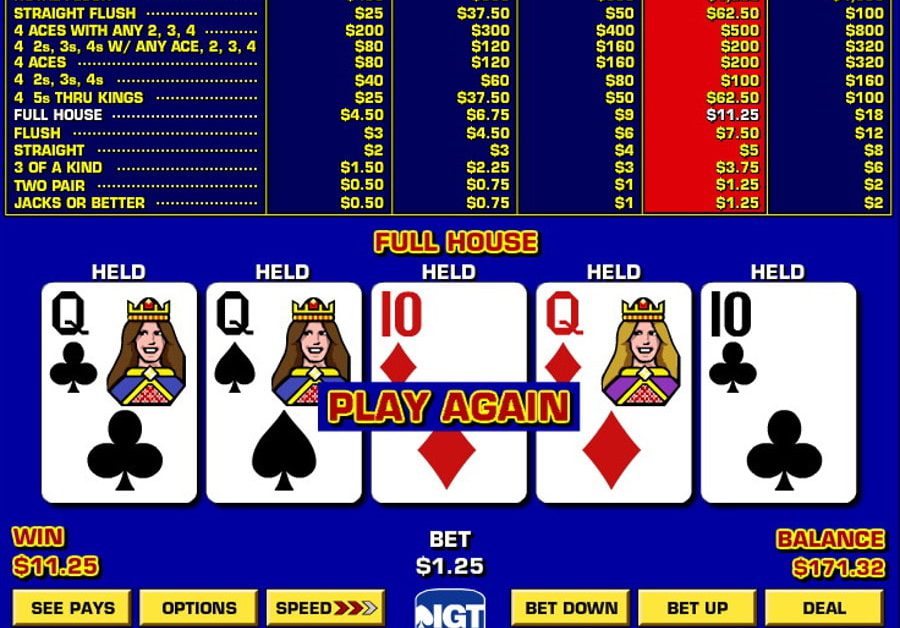 STRAIGHT FLUSH $25 $37.50 $50 $62.50 $100
4 ACES WITH ANY 2, 3, 4 $200 $300 $400 $500 $800
4 2s, 3s, 4s W/ ANY ACE, 2, 3, 4 $80 $120 $160 $200 $320
4 ACES $80 $120 $160 $200 $320
4 2s, 3s, 4s $40 $60 $80 $100 $160
4 5s THRU KINGS $25 $37.50 $50 $62.50 $100
FULL HOUSE $4.50 $6.75 $9 $11.25 $18
FLUSH $3 $4.50 $6 $7.50 $12
STRAIGHT $2 $3 $4 $5 $8
3 OF A KIND $1.50 $2.25 $3 $3.75 $6
TWO PAIR $0.50 $0.75 $1 $1.25 $2
JACKS OR BETTER $0.50 $0.75 $1 $1.25 $2
FULL HOUSE
HELD HELD HELD HELD HELD
Q Q 10 Q 10
PLAY AGAIN
WIN BET BALANCE
$11.25 $1.25 $171.32
SEE PAYS OPTIONS SPEED IGT BET DOWN BET UP DEAL